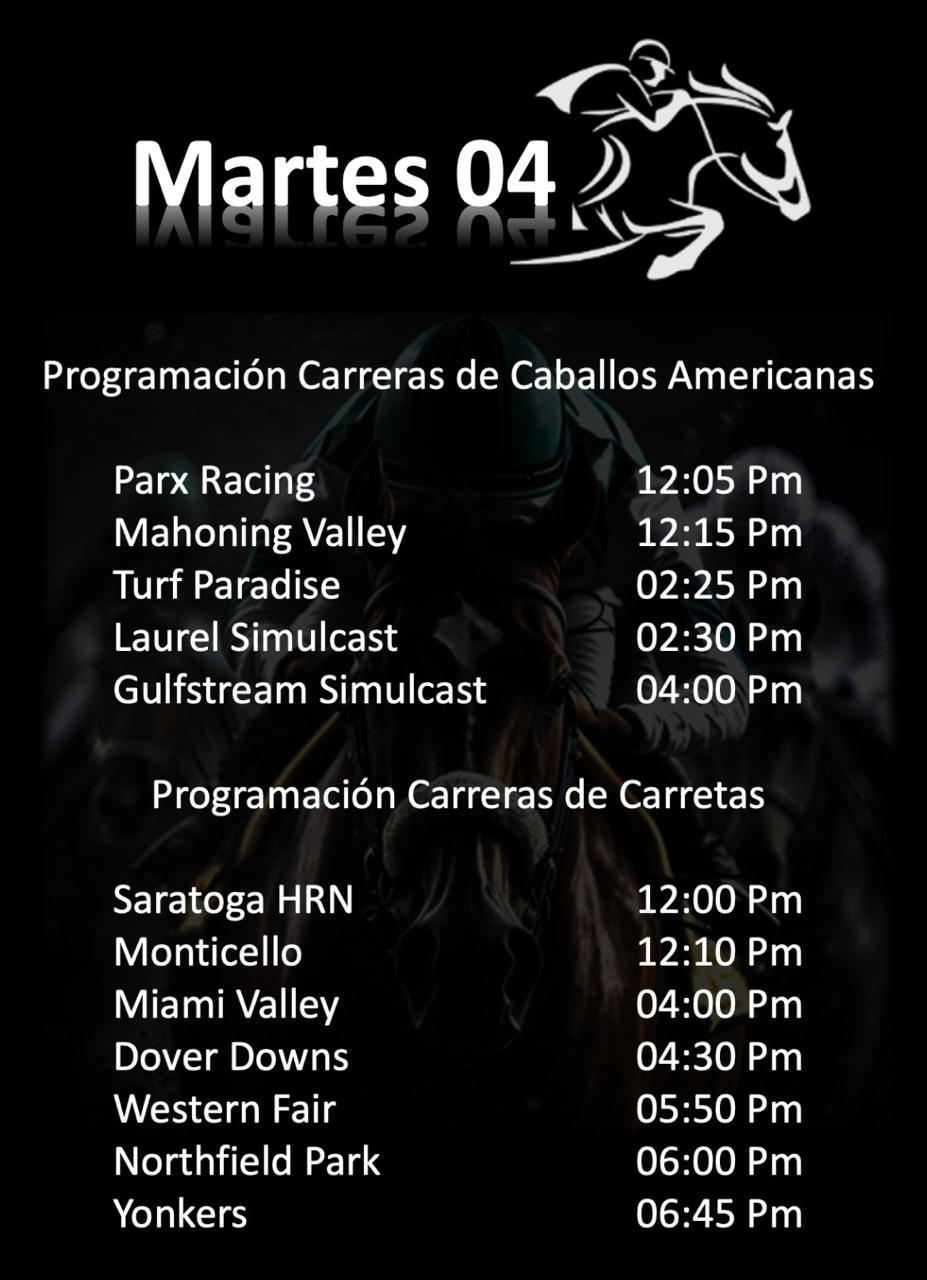 Martes 04
Programación Carreras de Caballos Americanas
Parx Racing 12:05 Pm
Mahoning Valley 12:15 Pm
Turf Paradise 02:25 Pm
Laurel Simulcast 02:30 Pm
Gulfstream Simulcast 04:00 Pm
Programación Carreras de Carretas
Saratoga HRN 12:00 Pm
Monticello 12:10 Pm
Miami Valley 04:00 Pm
Dover Downs 04:30 Pm
Western Fair 05:50 Pm
Northfield Park 06:00 Pm
Yonkers 06:45 Pm